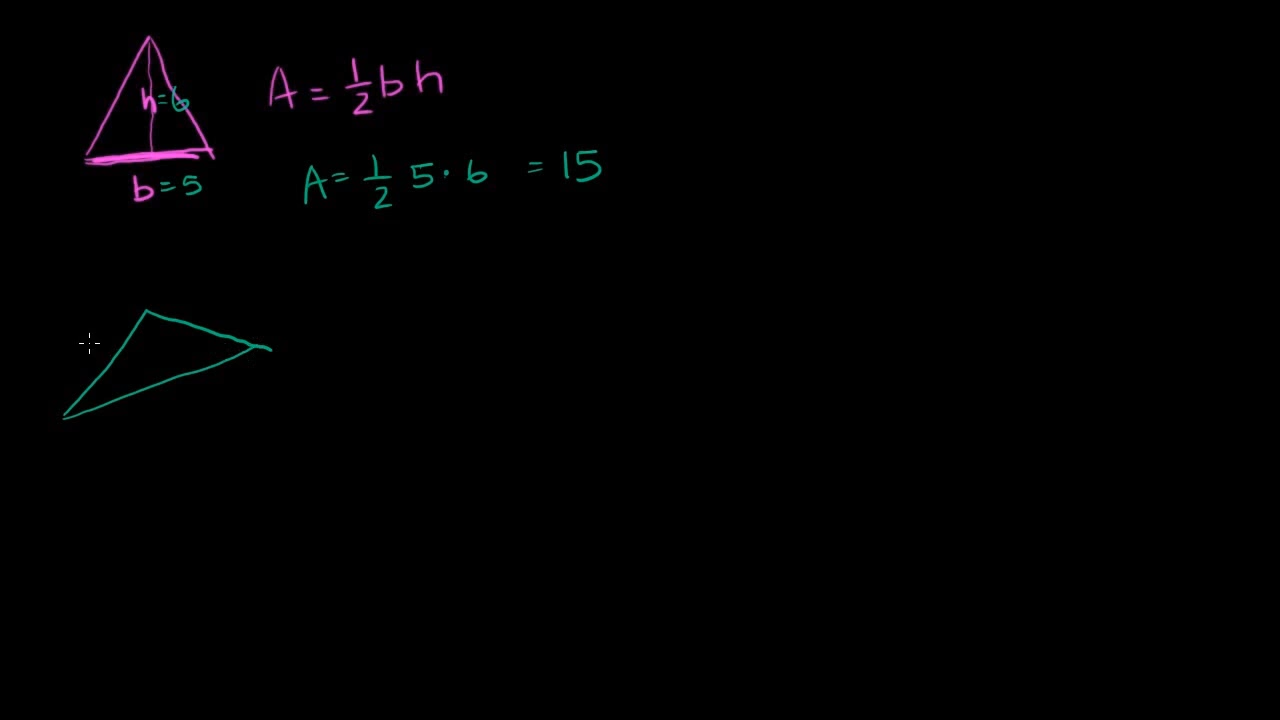 h=6
A = 1/2 b h
b=5
A = 1/2 5·6 = 15